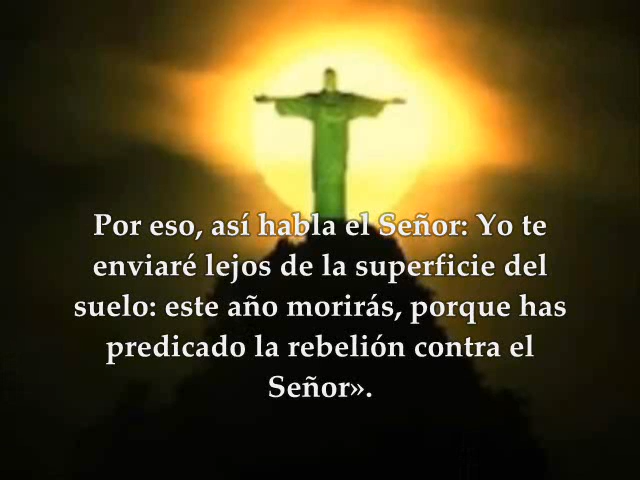 Por eso, así habla el Señor: Yo te
enviaré lejos de la superficie del
suelo: este año morirás, porque has
predicado la rebelión contra el
Señor».